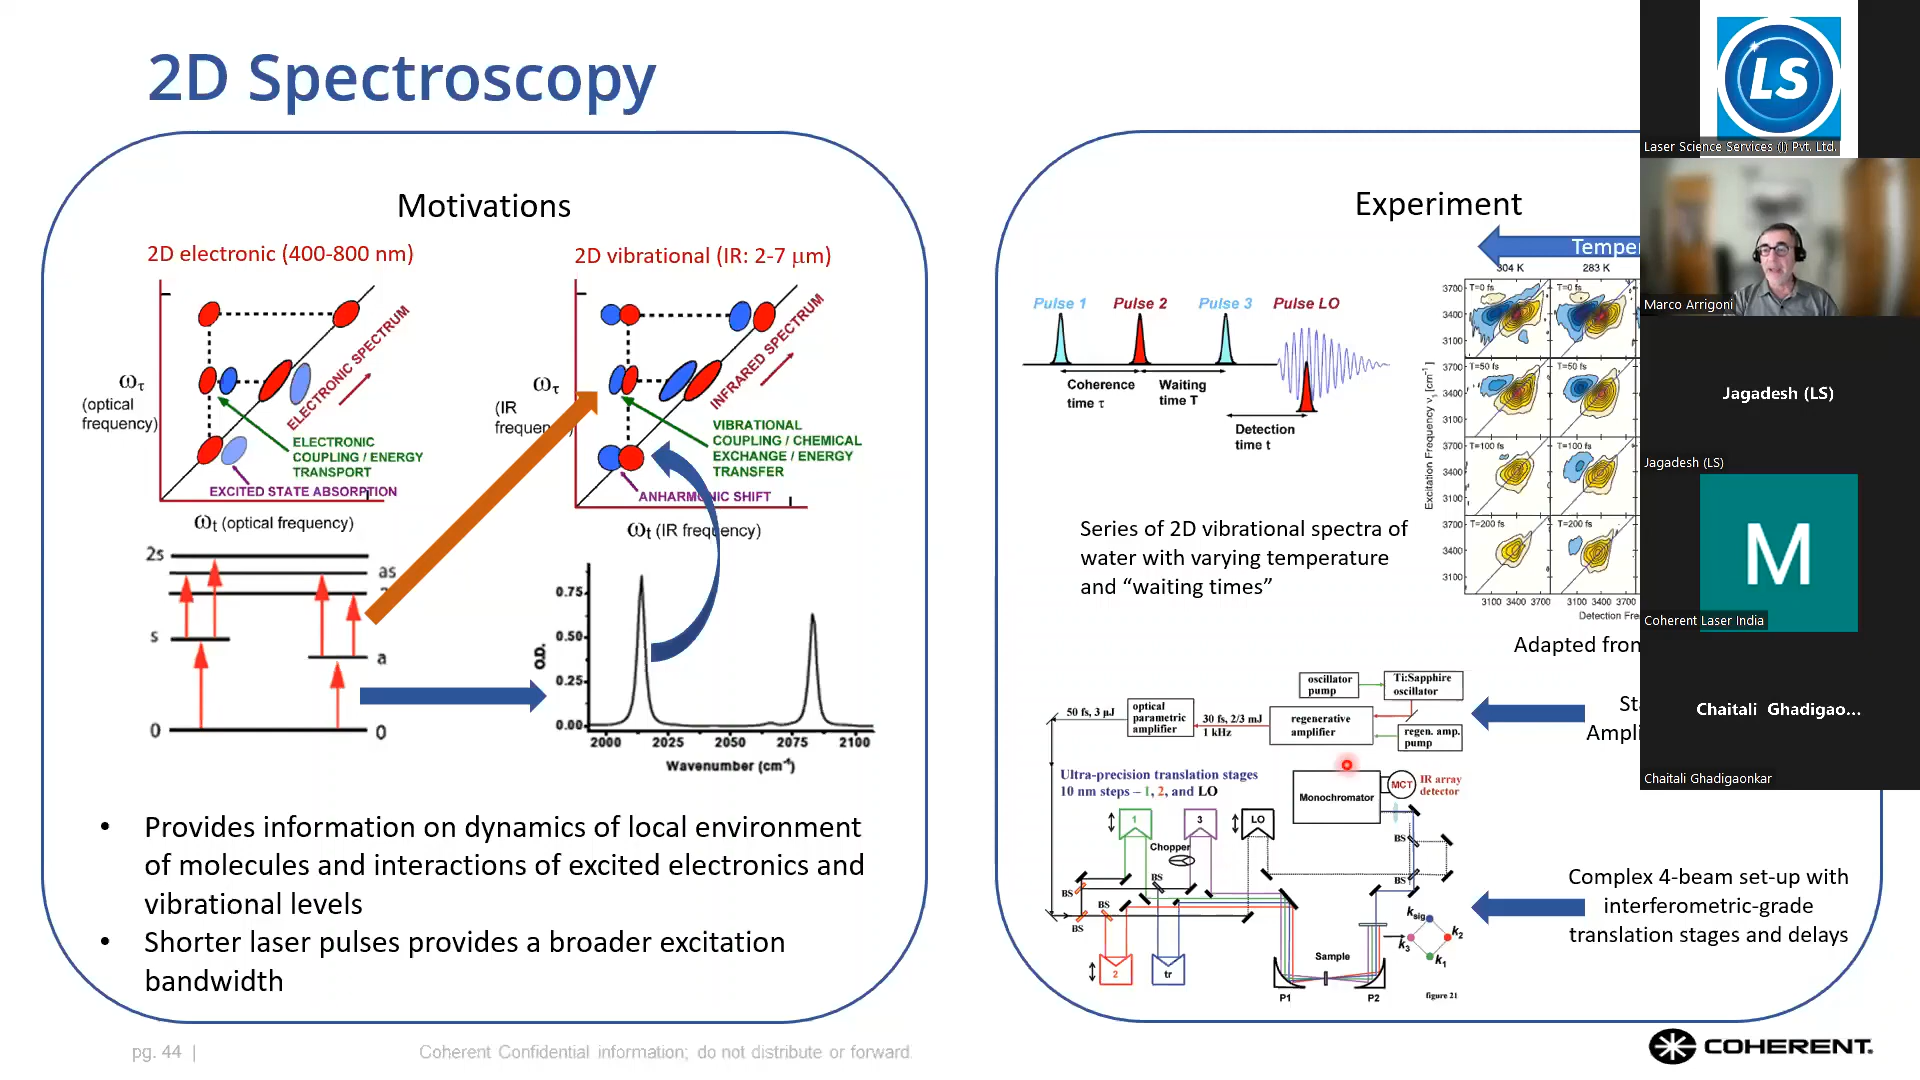 2D Spectroscopy
Motivations
2D electronic (400-800 nm)
2D vibrational (IR: 2-7 μm)
ωτ
(optical
frequency)
ELECTRONIC SPECTRUM
ELECTRONIC
COUPLING / ENERGY
TRANSPORT
EXCITED STATE ABSORPTION
ωt (optical frequency)
ωτ
(IR
frequency)
INFRARED SPECTRUM
VIBRATIONAL
COUPLING / CHEMICAL
EXCHANGE / ENERGY
TRANSFER
ANHARMONIC SHIFT
ωt (IR frequency)
2s
as
s
a
0
0
O.D.
0.75
0.50
0.25
0.00
2000 2025 2050 2075 2100
Wavenumber (cm⁻¹)
• Provides information on dynamics of local environment
of molecules and interactions of excited electronics and
vibrational levels
• Shorter laser pulses provides a broader excitation
bandwidth
Experiment
Pulse 1 Pulse 2 Pulse 3 Pulse LO
Coherence
time τ
Waiting
time T
Detection
time t
Series of 2D vibrational spectra of
water with varying temperature
and “waiting times”
Tempe
304 K 283 K
Excitation Frequency ν₁ [cm⁻¹]
3700
3400
3100
T=0 fs T=0 fs
3700
3400
3100
T=50 fs T=50 fs
3700
3400
3100
T=100 fs T=100 fs
3700
3400
3100
T=200 fs T=200 fs
3100 3400 3700 3100 3400 3700
Detection Fre
Adapted from
oscillator
pump
Ti:Sapphire
oscillator
50 fs, 3 μJ
optical
parametric
amplifier
30 fs, 2/3 mJ
1 kHz
regenerative
amplifier
regen. amp.
pump
Sta
Ampli
Ultra-precision translation stages
10 nm steps – 1, 2, and LO
Monochromator
MCT
IR array
detector
1
3
LO
Chopper
BS
BS
BS
BS
BS
BS
2
tr
Sample
P1
P2
ksig
k2
k3
k1
figure 21
Complex 4-beam set-up with
interferometric-grade
translation stages and delays
pg. 44 |
Coherent Confidential information; do not distribute or forward.
COHERENT.
LS
Laser Science Services (I) Pvt. Ltd.
Marco Arrigoni
Jagadesh (LS)
Jagadesh (LS)
M
Coherent Laser India
Chaitali Ghadigao...
Chaitali Ghadigaonkar